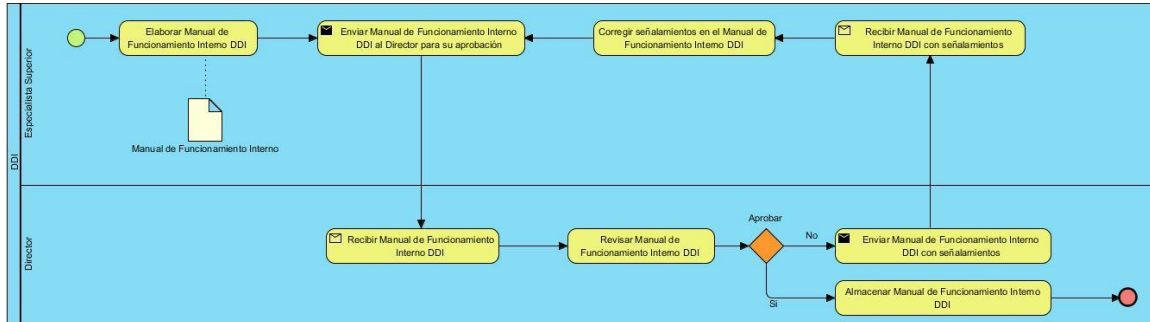 DDI
Especialista Superior
Elaborar Manual de
Funcionamiento Interno DDI
Enviar Manual de Funcionamiento Interno
DDI al Director para su aprobación
Corregir señalamientos en el Manual de
Funcionamiento Interno DDI
Recibir Manual de Funcionamiento
Interno DDI con señalamientos
Manual de Funcionamiento Interno
Director
Recibir Manual de Funcionamiento
Interno DDI
Revisar Manual de
Funcionamiento Interno DDI
Aprobar
No
Enviar Manual de Funcionamiento Interno
DDI con señalamientos
Si
Almacenar Manual de Funcionamiento Interno
DDI